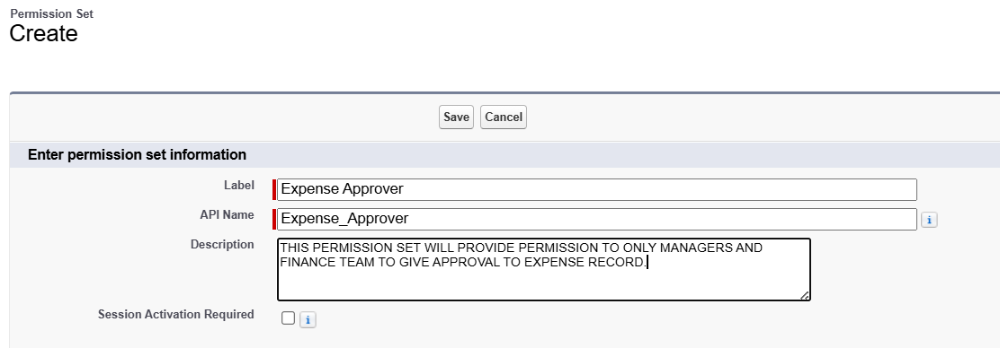 Permission Set
Create
Save Cancel
Enter permission set information
Label Expense Approver
API Name Expense_Approver i
Description THIS PERMISSION SET WILL PROVIDE PERMISSION TO ONLY MANAGERS AND
FINANCE TEAM TO GIVE APPROVAL TO EXPENSE RECORD.
Session Activation Required i